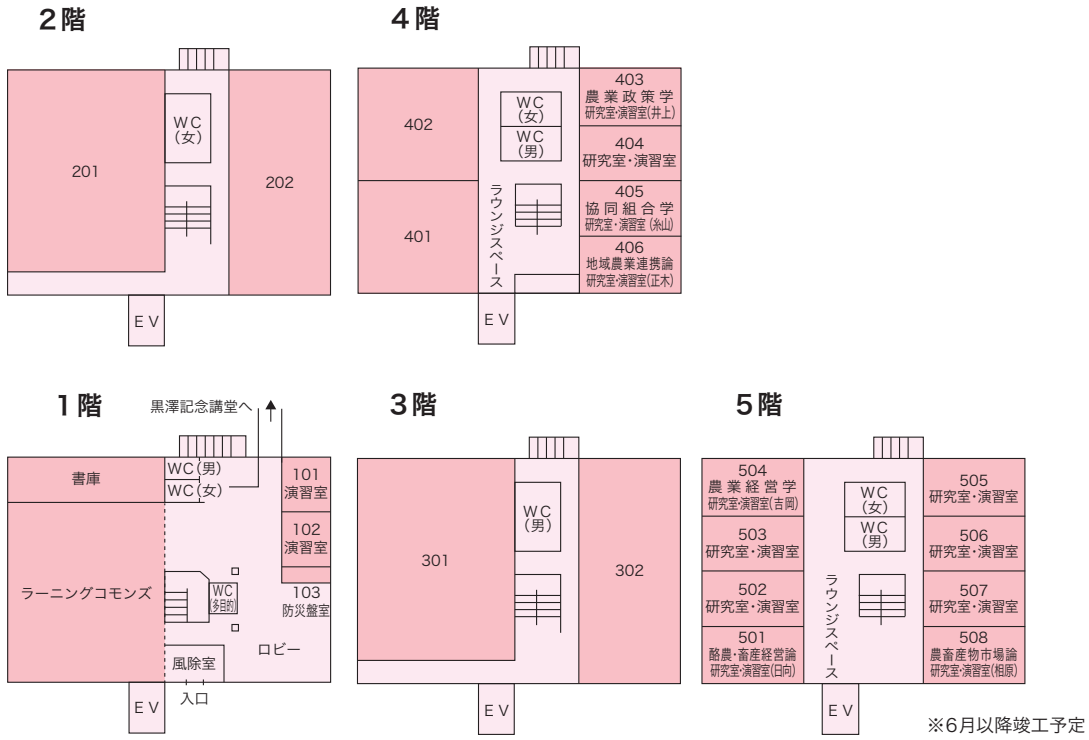 2階
WC
(女)
201
202
EV
4階
402
401
WC
(女)
WC
(男)
ラウンジスペース
403
農業政策学
研究室・演習室(井上)
404
研究室・演習室
405
協同組合学
研究室・演習室(糸山)
406
地域農業連携論
研究室・演習室(正木)
EV
1階
黒澤記念講堂へ
書庫
WC(男)
WC(女)
101
演習室
102
演習室
103
防災盤室
ラーニングコモンズ
WC
(多目的)
ロビー
風除室
入口
EV
3階
WC
(男)
301
302
EV
5階
504
農業経営学
研究室・演習室(吉岡)
503
研究室・演習室
502
研究室・演習室
501
酪農・畜産経営論
研究室・演習室(日向)
WC
(女)
WC
(男)
ラウンジスペース
505
研究室・演習室
506
研究室・演習室
507
研究室・演習室
508
農畜産物市場論
研究室・演習室(相原)
EV
※6月以降竣工予定